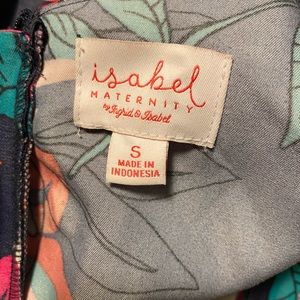 isabel
MATERNITY
by Ingrid & Isabel
S
MADE IN
INDONESIA